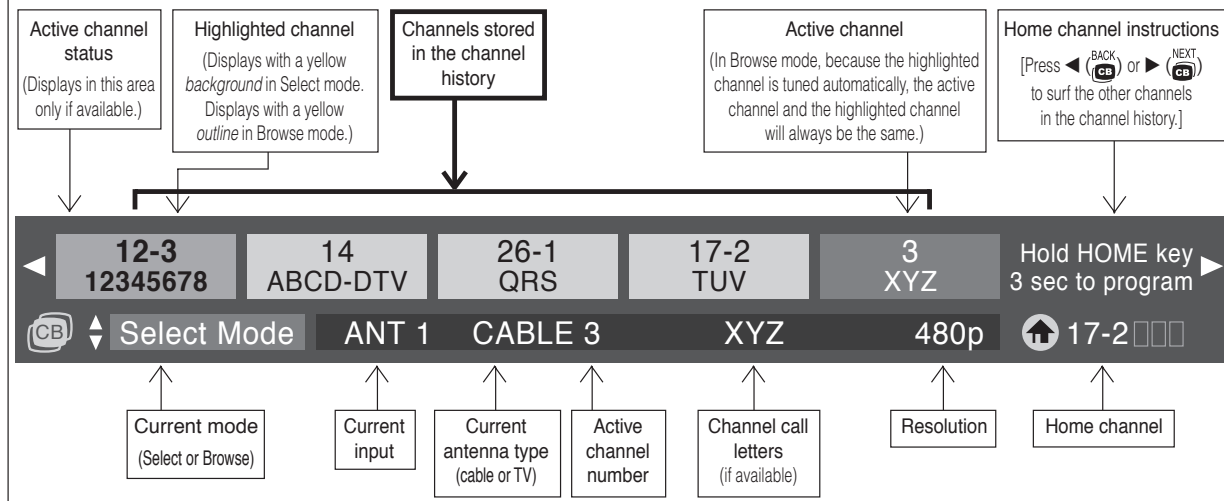 Active channel
status
(Displays in this area
only if available.)
Highlighted channel
(Displays with a yellow
background in Select mode.
Displays with a yellow
outline in Browse mode.)
Channels stored
in the channel
history
Active channel
(In Browse mode, because the highlighted
channel is tuned automatically, the active
channel and the highlighted channel
will always be the same.)
Home channel instructions
[Press ◄ (BACK CB) or ► (NEXT CB)
to surf the other channels
in the channel history.]
12-3
12345678
14
ABCD-DTV
26-1
QRS
17-2
TUV
3
XYZ
Hold HOME key
3 sec to program
CB Select Mode ANT 1 CABLE 3 XYZ 480p 17-2
Current mode
(Select or Browse)
Current
input
Current
antenna type
(cable or TV)
Active
channel
number
Channel call
letters
(if available)
Resolution
Home channel